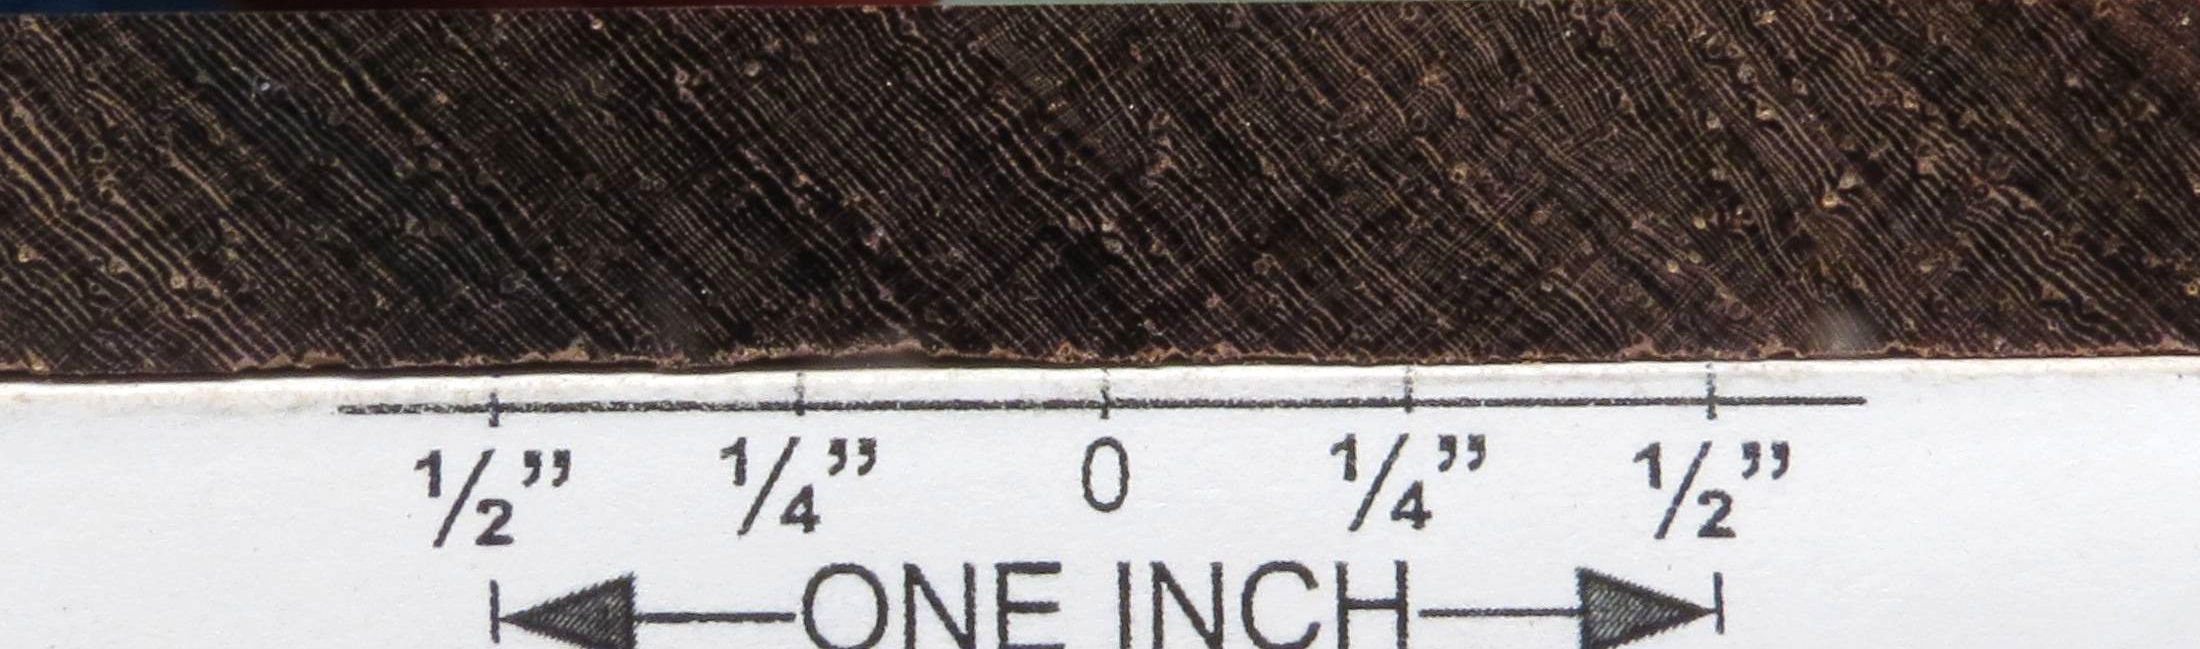 ½” ¼” 0 ¼” ½”
ONE INCH